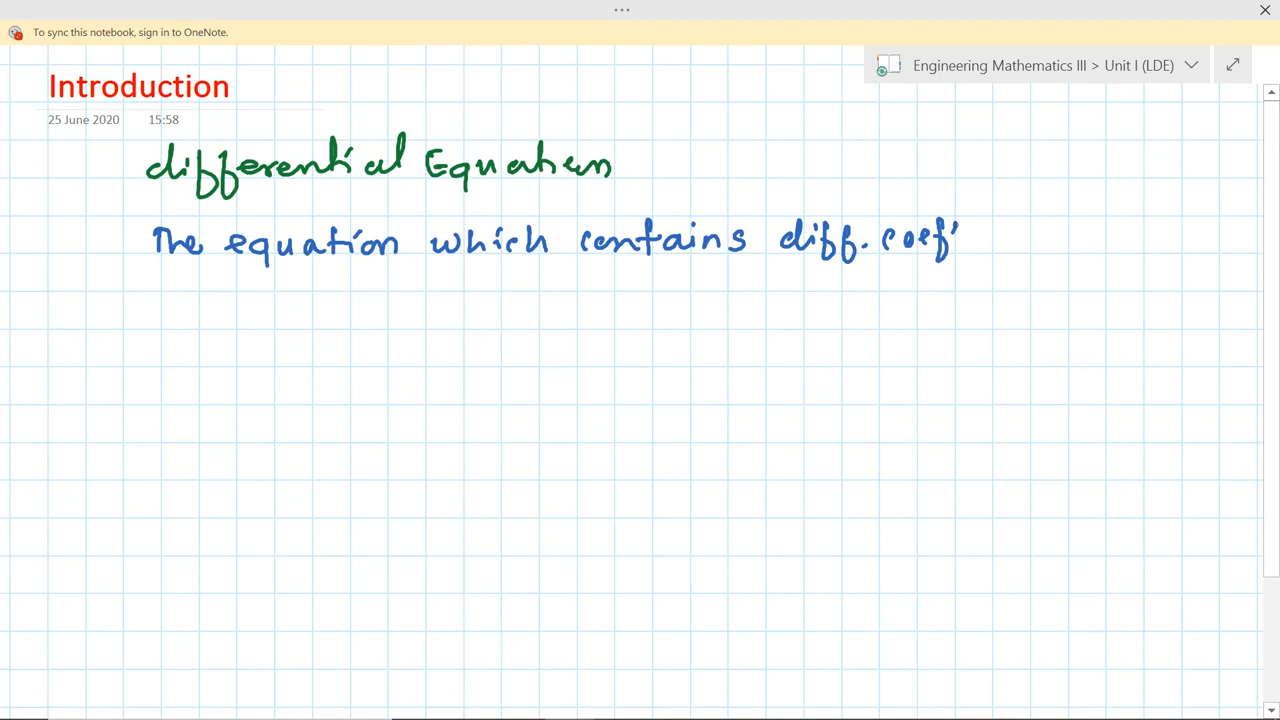 To sync this notebook, sign in to OneNote.
Engineering Mathematics III > Unit I (LDE)
Introduction
25 June 2020 15:58
differential Equation
The equation which contains diff. coef